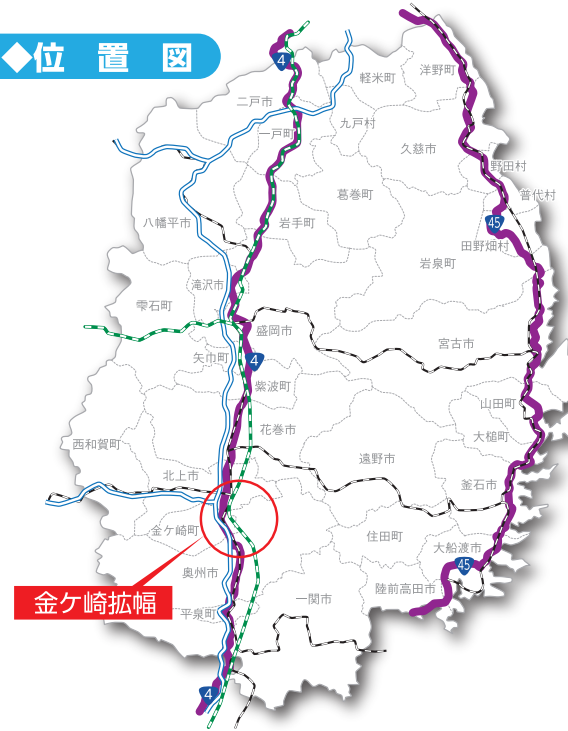 ◆位置図
4
洋野町
軽米町
二戸市
九戸村
一戸町
久慈市
野田村
葛巻町
普代村
八幡平市
岩手町
45
田野畑村
岩泉町
滝沢市
雫石町
盛岡市
宮古市
矢巾町
4
紫波町
山田町
花巻市
大槌町
西和賀町
遠野市
北上市
釜石市
金ケ崎町
住田町
大船渡市
45
奥州市
陸前高田市
金ケ崎拡幅
一関市
平泉町
4